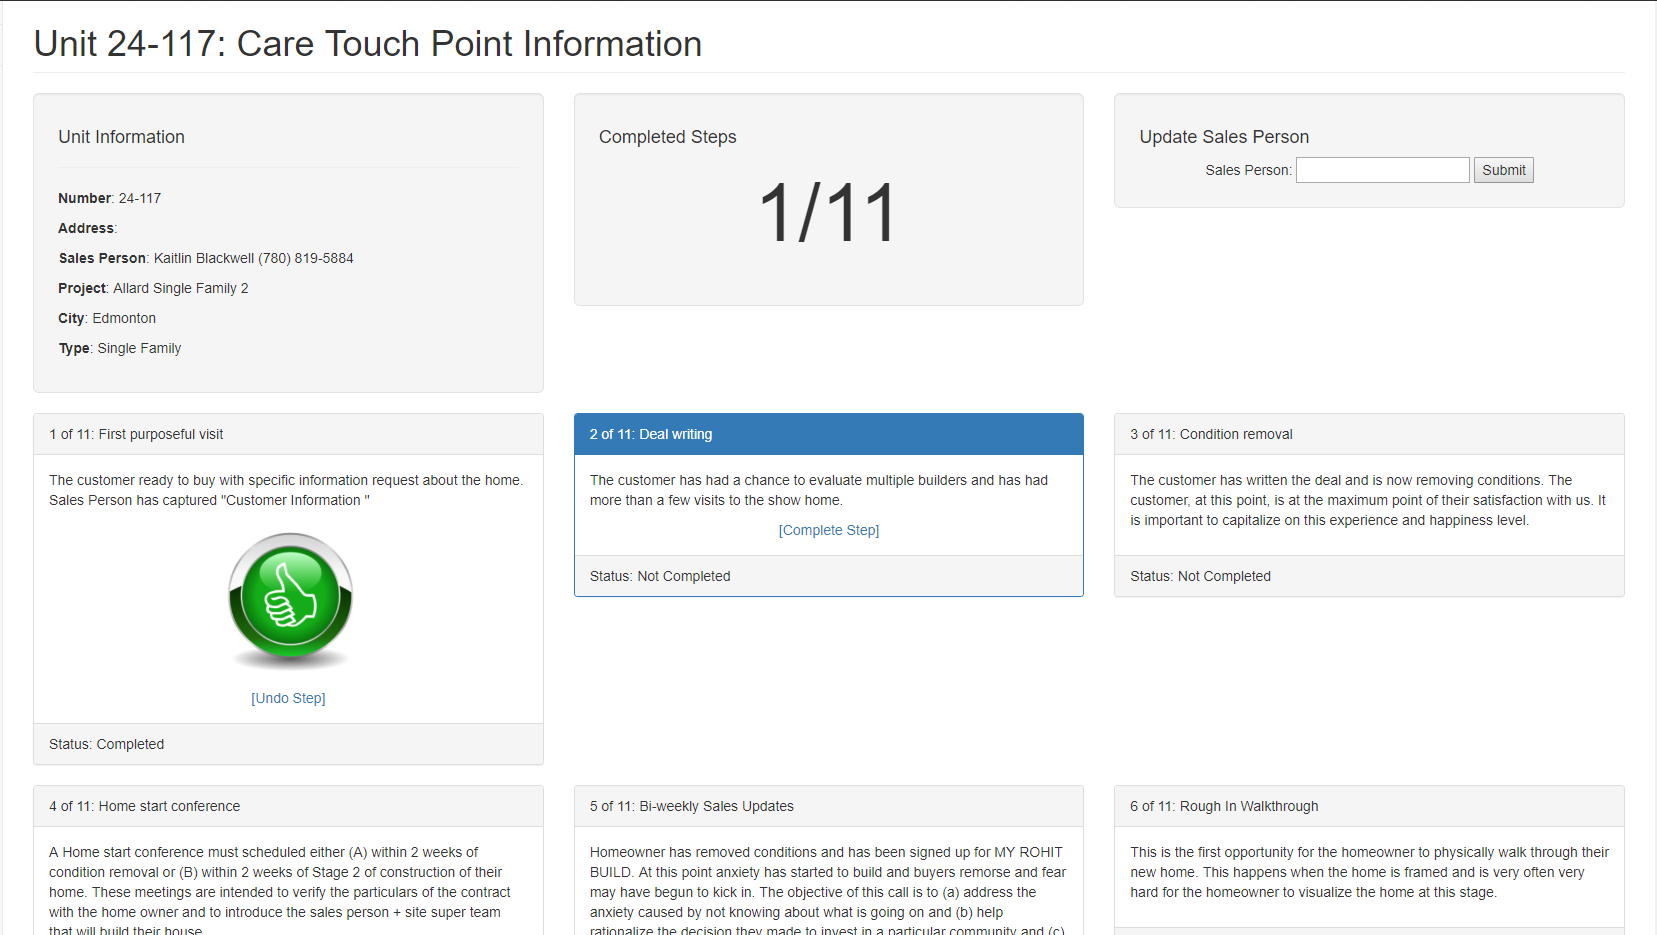 Unit 24-117: Care Touch Point Information
Unit Information
Number: 24-117
Address:
Sales Person: Kaitlin Blackwell (780) 819-5884
Project: Allard Single Family 2
City: Edmonton
Type: Single Family
Completed Steps
1/11
Update Sales Person
Sales Person:
Submit
1 of 11: First purposeful visit
The customer ready to buy with specific information request about the home.
Sales Person has captured "Customer Information "
[Undo Step]
Status: Completed
2 of 11: Deal writing
The customer has had a chance to evaluate multiple builders and has had
more than a few visits to the show home.
[Complete Step]
Status: Not Completed
3 of 11: Condition removal
The customer has written the deal and is now removing conditions. The
customer, at this point, is at the maximum point of their satisfaction with us. It
is important to capitalize on this experience and happiness level.
Status: Not Completed
4 of 11: Home start conference
A Home start conference must scheduled either (A) within 2 weeks of
condition removal or (B) within 2 weeks of Stage 2 of construction of their
home. These meetings are intended to verify the particulars of the contract
with the home owner and to introduce the sales person + site super team
that will build their house
5 of 11: Bi-weekly Sales Updates
Homeowner has removed conditions and has been signed up for MY ROHIT
BUILD. At this point anxiety has started to build and buyers remorse and fear
may have begun to kick in. The objective of this call is to (a) address the
anxiety caused by not knowing about what is going on and (b) help
rationalize the decision they made to invest in a particular community and (c)
6 of 11: Rough In Walkthrough
This is the first opportunity for the homeowner to physically walk through their
new home. This happens when the home is framed and is very often very
hard for the homeowner to visualize the home at this stage.